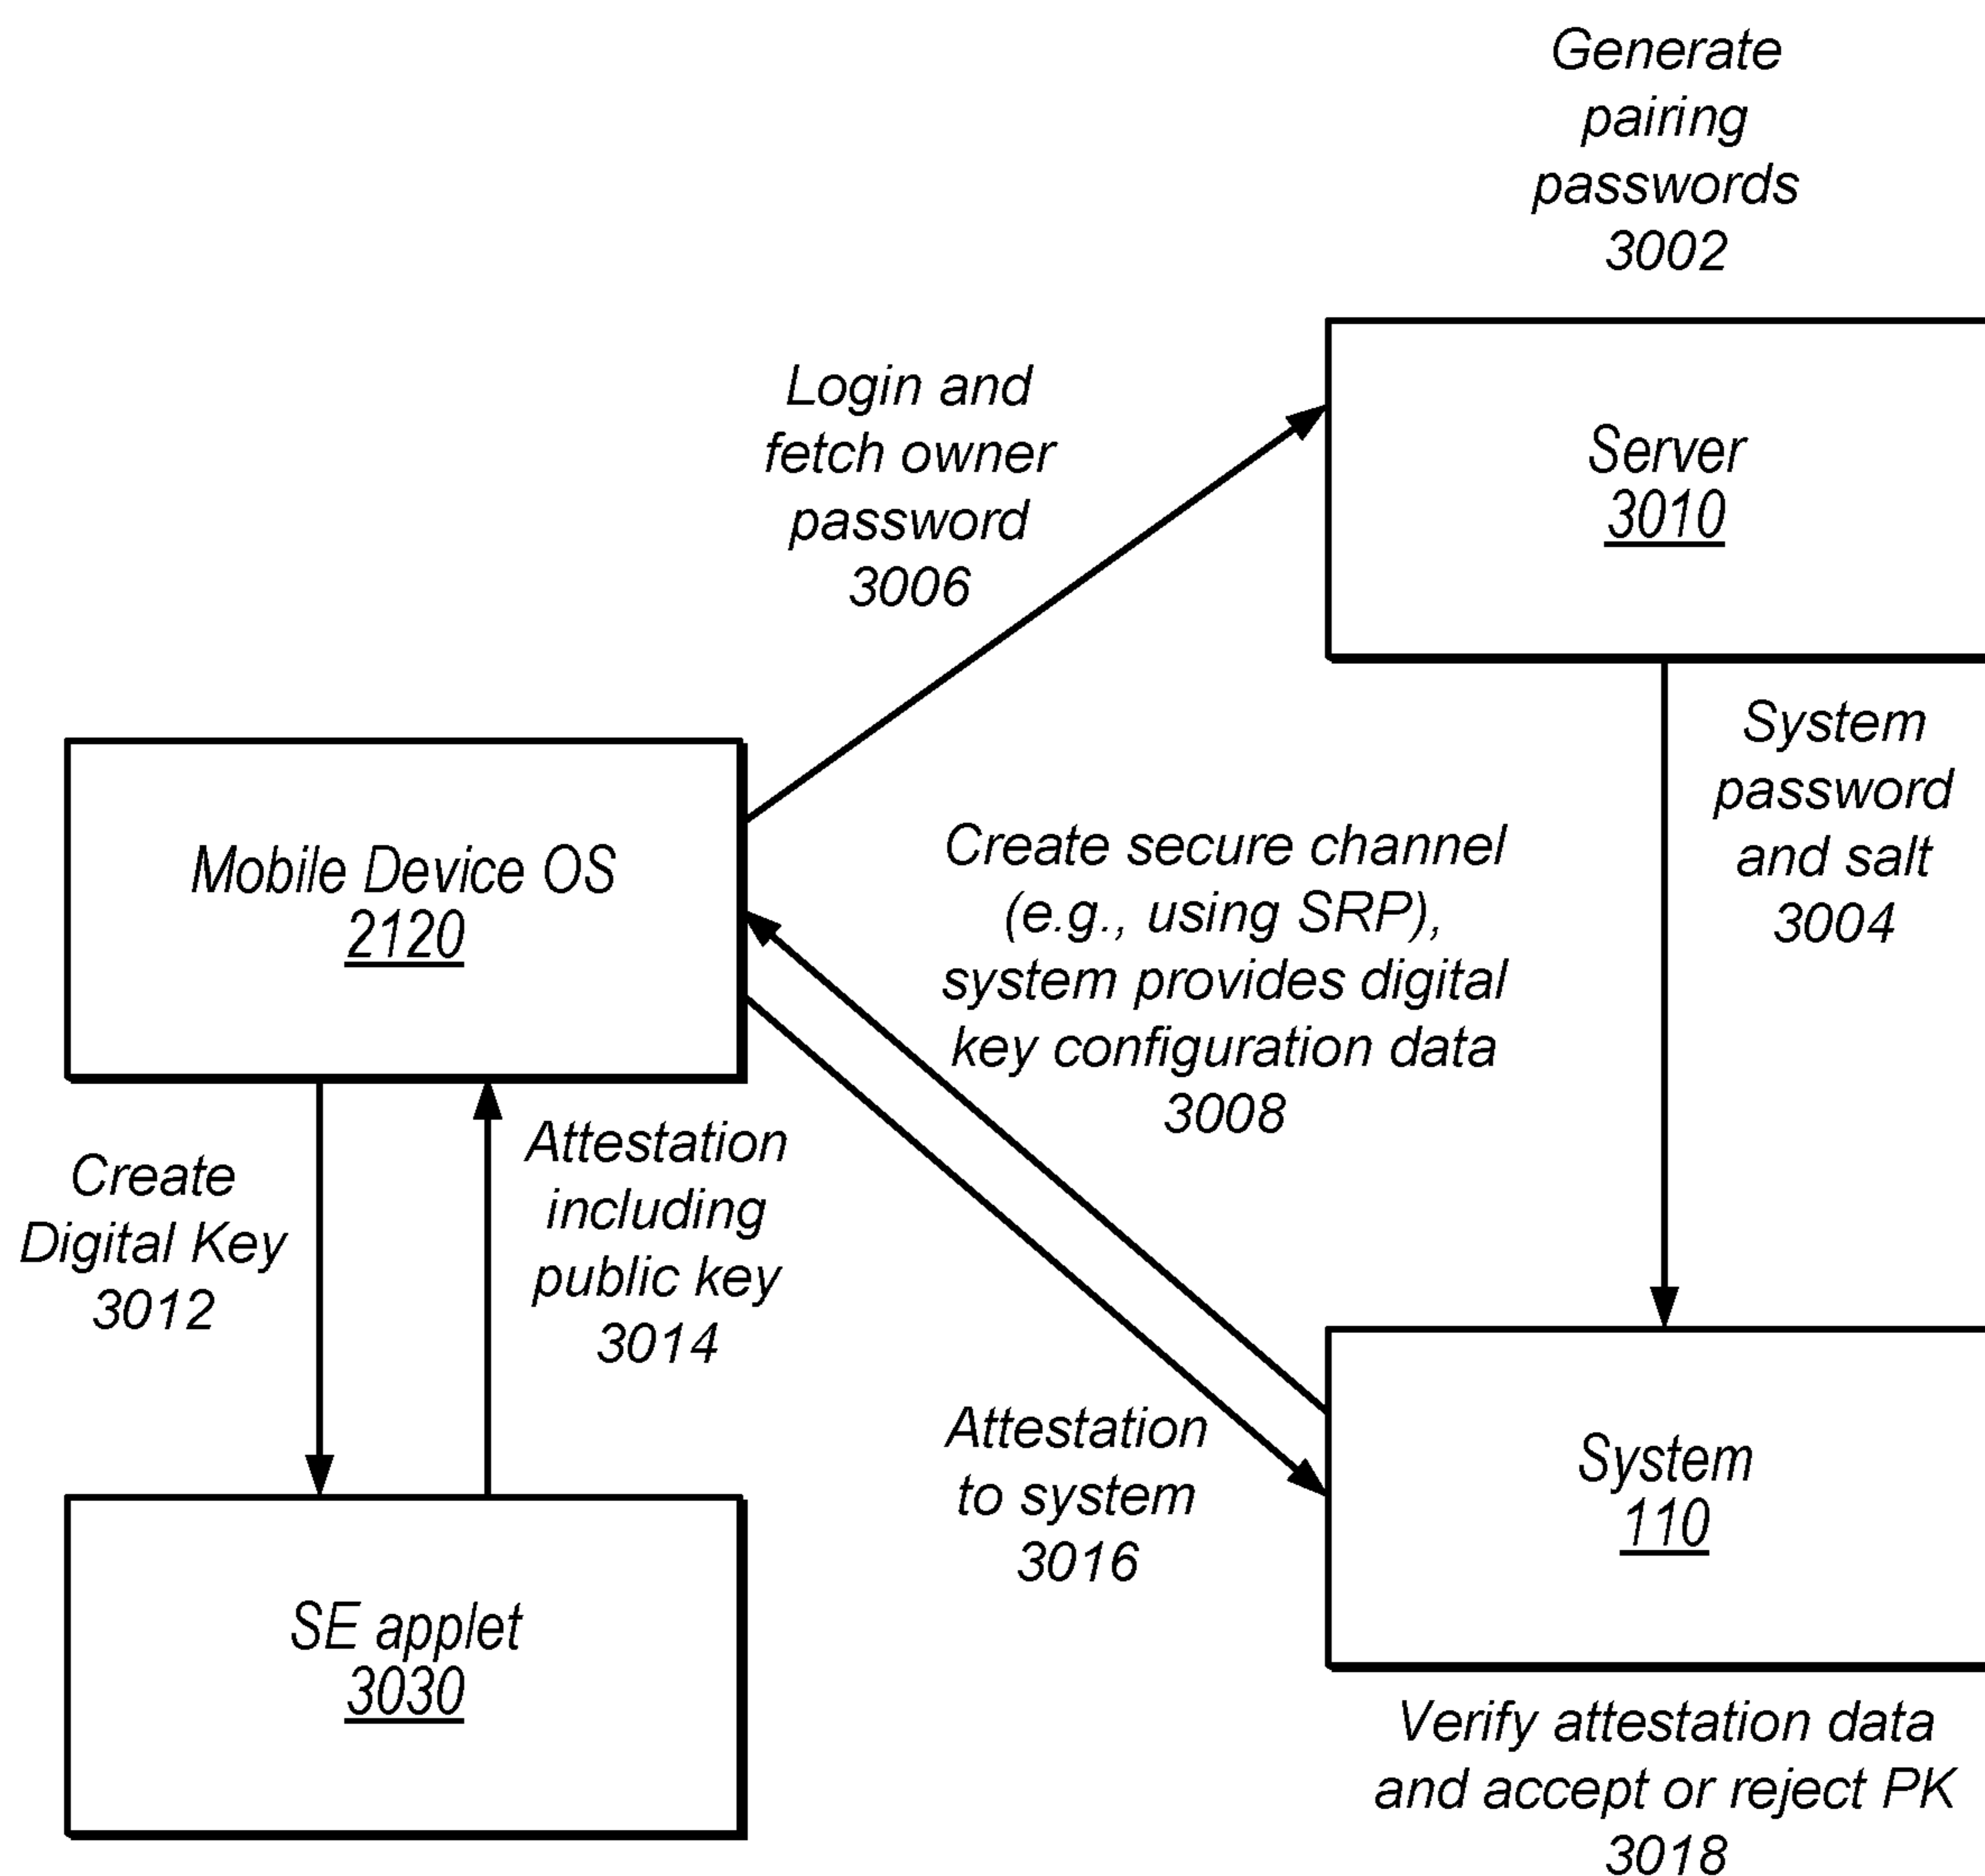 Generate
pairing
passwords
3002
Login and
fetch owner
password
3006
Server
3010
System
password
and salt
3004
Mobile Device OS
2120
Create secure channel
(e.g., using SRP),
system provides digital
key configuration data
3008
Create
Digital Key
3012
Attestation
including
public key
3014
Attestation
to system
3016
System
110
SE applet
3030
Verify attestation data
and accept or reject PK
3018